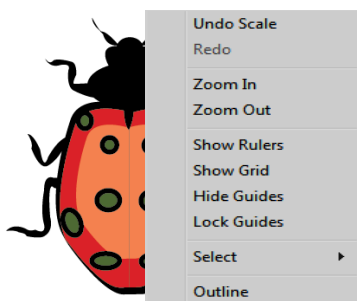 Undo Scale
Redo
Zoom In
Zoom Out
Show Rulers
Show Grid
Hide Guides
Lock Guides
Select
Outline